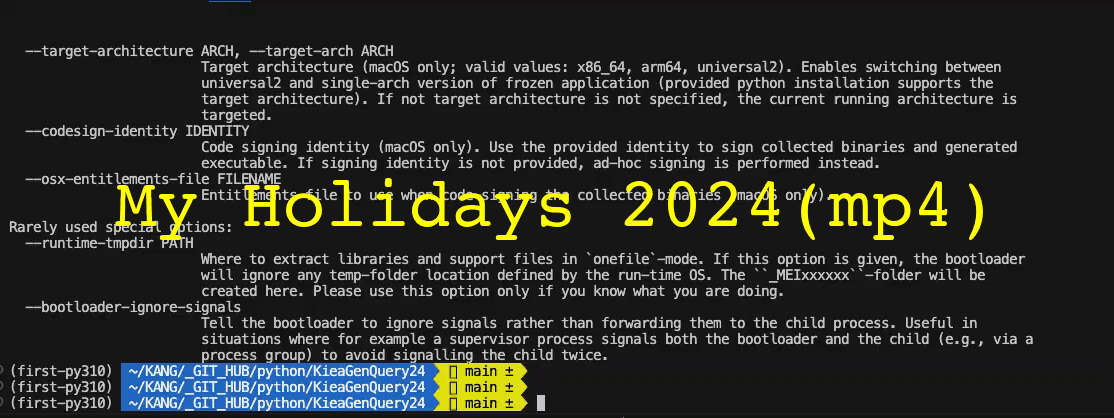 --target-architecture ARCH, --target-arch ARCH
Target architecture (macOS only; valid values: x86_64, arm64, universal2). Enables switching between
universal2 and single-arch version of frozen application (provided python installation supports the
target architecture). If not target architecture is not specified, the current running architecture is
targeted.
--codesign-identity IDENTITY
Code signing identity (macOS only). Use the provided identity to sign collected binaries and generated
executable. If signing identity is not provided, ad-hoc signing is performed instead.
--osx-entitlements-file FILENAME
Entitlements file to use when code-signing the collected binaries (macOS only).
My Holidays 2024(mp4)
Rarely used special options:
--runtime-tmpdir PATH
Where to extract libraries and support files in `onefile`-mode. If this option is given, the bootloader
will ignore any temp-folder location defined by the run-time OS. The ``_MEIxxxxxx``-folder will be
created here. Please use this option only if you know what you are doing.
--bootloader-ignore-signals
Tell the bootloader to ignore signals rather than forwarding them to the child process. Useful in
situations where for example a supervisor process signals both the bootloader and the child (e.g., via a
process group) to avoid signalling the child twice.
(first-py310) ~/KANG/_GIT_HUB/python/KieaGenQuery24 main ±
(first-py310) ~/KANG/_GIT_HUB/python/KieaGenQuery24 main ±
(first-py310) ~/KANG/_GIT_HUB/python/KieaGenQuery24 main ±